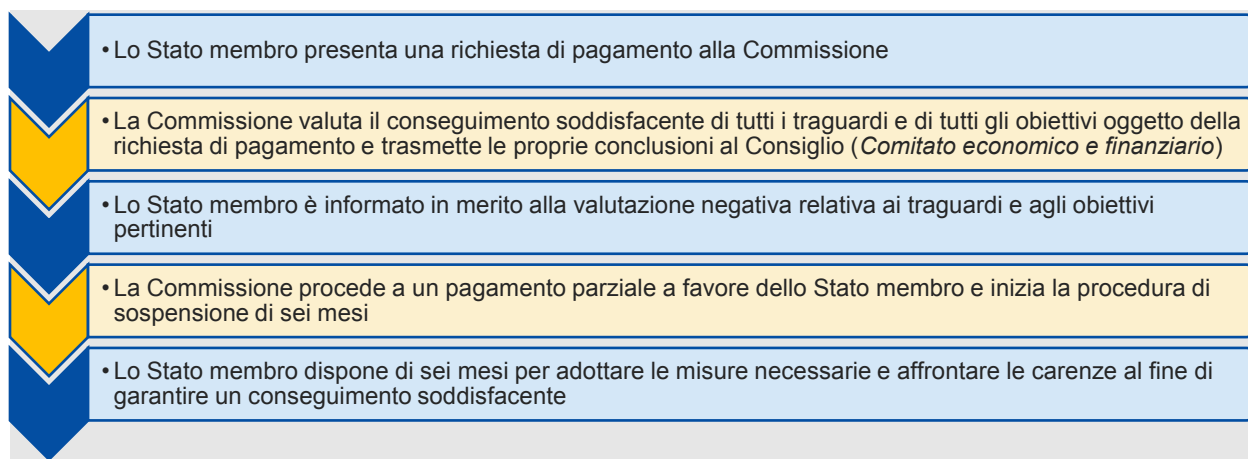 • Lo Stato membro presenta una richiesta di pagamento alla Commissione
• La Commissione valuta il conseguimento soddisfacente di tutti i traguardi e di tutti gli obiettivi oggetto della
richiesta di pagamento e trasmette le proprie conclusioni al Consiglio (Comitato economico e finanziario)
• Lo Stato membro è informato in merito alla valutazione negativa relativa ai traguardi e agli obiettivi
pertinenti
• La Commissione procede a un pagamento parziale a favore dello Stato membro e inizia la procedura di
sospensione di sei mesi
• Lo Stato membro dispone di sei mesi per adottare le misure necessarie e affrontare le carenze al fine di
garantire un conseguimento soddisfacente